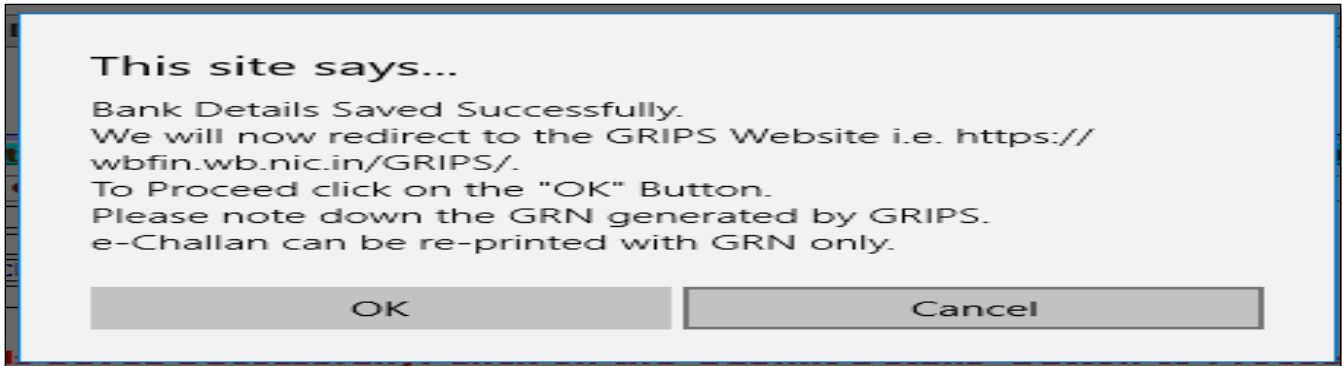 This site says...
Bank Details Saved Successfully.
We will now redirect to the GRIPS Website i.e. https://
wbfin.wb.nic.in/GRIPS/.
To Proceed click on the "OK" Button.
Please note down the GRN generated by GRIPS.
e-Challan can be re-printed with GRN only.
OK
Cancel